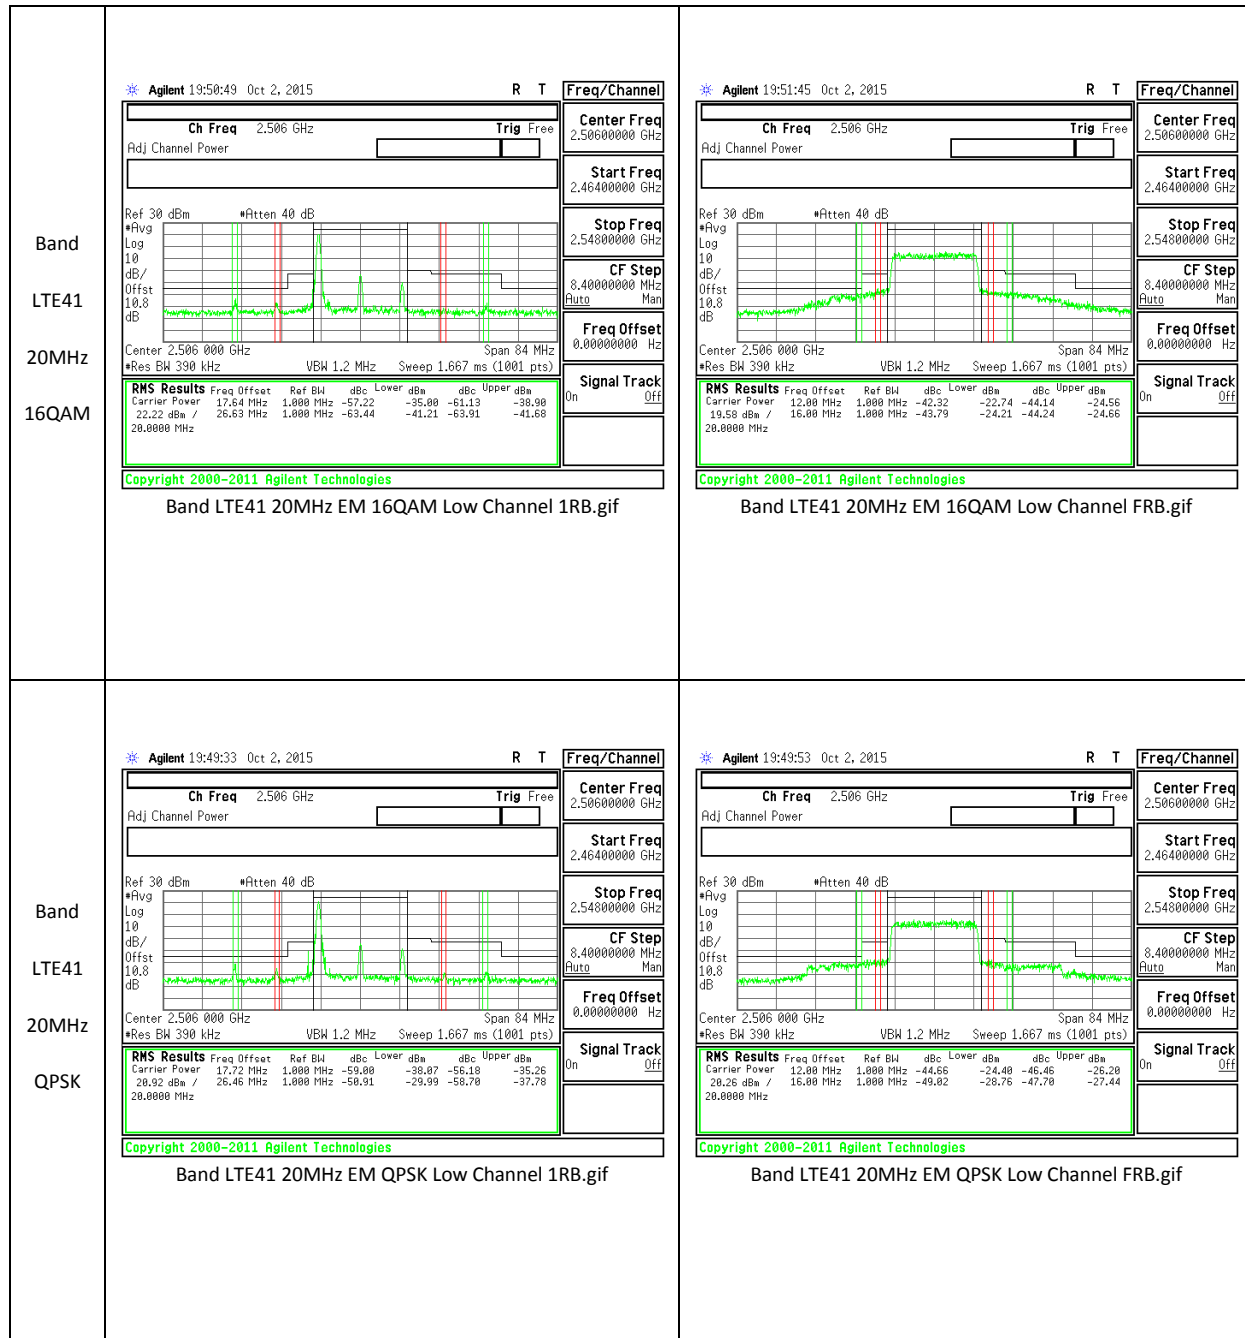 Band
LTE41
20MHz
16QAM
Agilent 19:50:49 Oct 2, 2015 R T
Freq/Channel
Ch Freq 2.506 GHz Trig Free
Adj Channel Power
Center Freq
2.50600000 GHz
Start Freq
2.46400000 GHz
Stop Freq
2.54800000 GHz
CF Step
8.40000000 MHz
Auto Man
Freq Offset
0.00000000 Hz
Signal Track
On Off
Ref 30 dBm #Atten 40 dB
#Avg
Log
10
dB/
Offst
10.8
dB
Center 2.506 000 GHz Span 84 MHz
#Res BW 390 kHz VBW 1.2 MHz Sweep 1.667 ms (1001 pts)
RMS Results Freq Offset Ref BW dBc Lower dBm dBc Upper dBm
Carrier Power 17.64 MHz 1.000 MHz -57.22 -35.00 -61.13 -38.90
22.22 dBm / 26.63 MHz 1.000 MHz -63.44 -41.21 -63.91 -41.68
20.0000 MHz
Copyright 2000-2011 Agilent Technologies
Band LTE41 20MHz EM 16QAM Low Channel 1RB.gif
Agilent 19:51:45 Oct 2, 2015 R T
Freq/Channel
Ch Freq 2.506 GHz Trig Free
Adj Channel Power
Center Freq
2.50600000 GHz
Start Freq
2.46400000 GHz
Stop Freq
2.54800000 GHz
CF Step
8.40000000 MHz
Auto Man
Freq Offset
0.00000000 Hz
Signal Track
On Off
Ref 30 dBm #Atten 40 dB
#Avg
Log
10
dB/
Offst
10.8
dB
Center 2.506 000 GHz Span 84 MHz
#Res BW 390 kHz VBW 1.2 MHz Sweep 1.667 ms (1001 pts)
RMS Results Freq Offset Ref BW dBc Lower dBm dBc Upper dBm
Carrier Power 12.00 MHz 1.000 MHz -42.32 -22.74 -44.14 -24.56
19.58 dBm / 16.00 MHz 1.000 MHz -43.79 -24.21 -44.24 -24.66
20.0000 MHz
Copyright 2000-2011 Agilent Technologies
Band LTE41 20MHz EM 16QAM Low Channel FRB.gif
Band
LTE41
20MHz
QPSK
Agilent 19:49:33 Oct 2, 2015 R T
Freq/Channel
Ch Freq 2.506 GHz Trig Free
Adj Channel Power
Center Freq
2.50600000 GHz
Start Freq
2.46400000 GHz
Stop Freq
2.54800000 GHz
CF Step
8.40000000 MHz
Auto Man
Freq Offset
0.00000000 Hz
Signal Track
On Off
Ref 30 dBm #Atten 40 dB
#Avg
Log
10
dB/
Offst
10.8
dB
Center 2.506 000 GHz Span 84 MHz
#Res BW 390 kHz VBW 1.2 MHz Sweep 1.667 ms (1001 pts)
RMS Results Freq Offset Ref BW dBc Lower dBm dBc Upper dBm
Carrier Power 17.72 MHz 1.000 MHz -59.00 -38.07 -56.18 -35.26
20.92 dBm / 26.46 MHz 1.000 MHz -50.91 -29.99 -58.70 -37.78
20.0000 MHz
Copyright 2000-2011 Agilent Technologies
Band LTE41 20MHz EM QPSK Low Channel 1RB.gif
Agilent 19:49:53 Oct 2, 2015 R T
Freq/Channel
Ch Freq 2.506 GHz Trig Free
Adj Channel Power
Center Freq
2.50600000 GHz
Start Freq
2.46400000 GHz
Stop Freq
2.54800000 GHz
CF Step
8.40000000 MHz
Auto Man
Freq Offset
0.00000000 Hz
Signal Track
On Off
Ref 30 dBm #Atten 40 dB
#Avg
Log
10
dB/
Offst
10.8
dB
Center 2.506 000 GHz Span 84 MHz
#Res BW 390 kHz VBW 1.2 MHz Sweep 1.667 ms (1001 pts)
RMS Results Freq Offset Ref BW dBc Lower dBm dBc Upper dBm
Carrier Power 12.00 MHz 1.000 MHz -44.66 -24.40 -46.46 -26.20
20.26 dBm / 16.00 MHz 1.000 MHz -49.02 -28.76 -47.70 -27.44
20.0000 MHz
Copyright 2000-2011 Agilent Technologies
Band LTE41 20MHz EM QPSK Low Channel FRB.gif